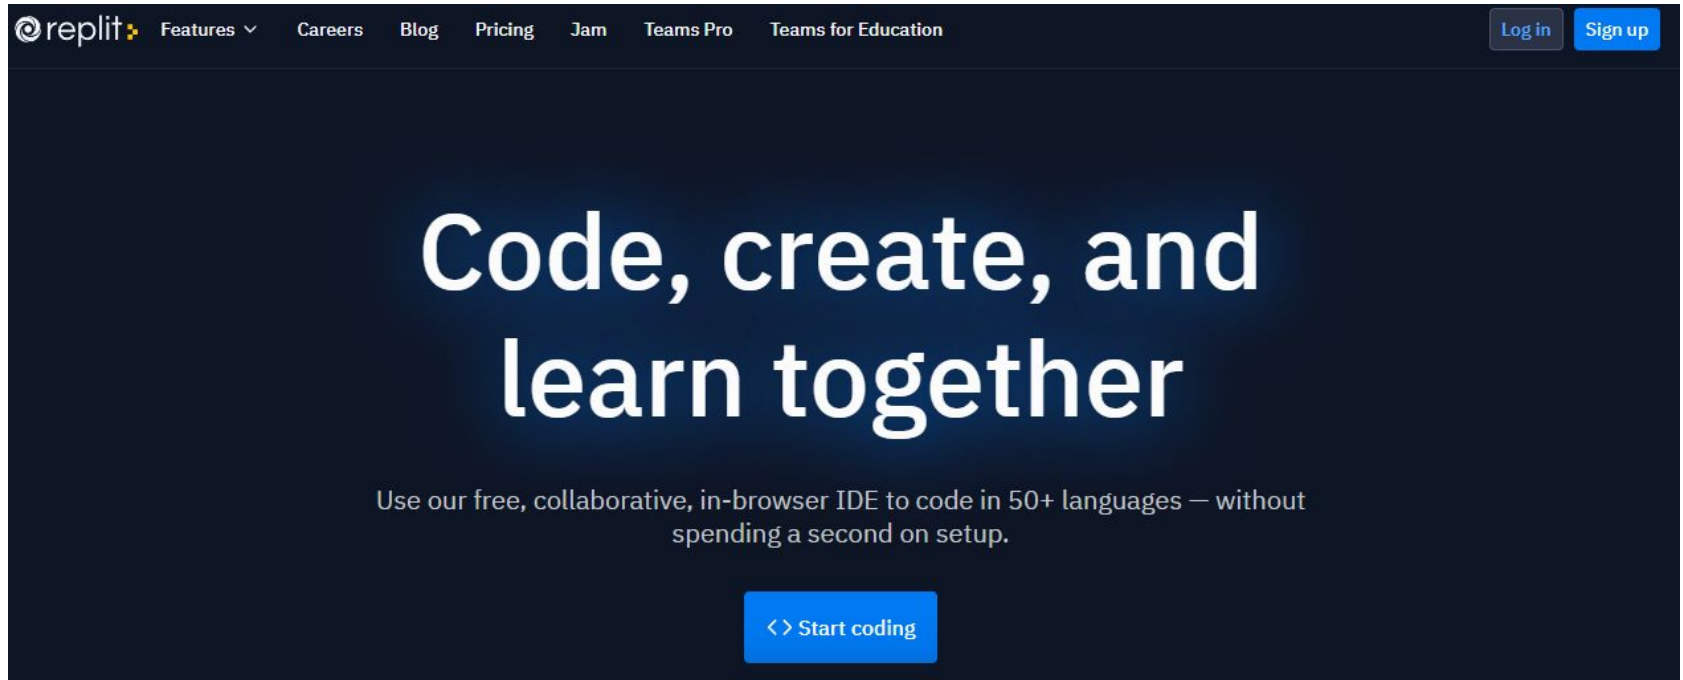 replit
Features
Careers
Blog
Pricing
Jam
Teams Pro
Teams for Education
Log in
Sign up
Code, create, and
learn together
Use our free, collaborative, in-browser IDE to code in 50+ languages — without
spending a second on setup.
<> Start coding